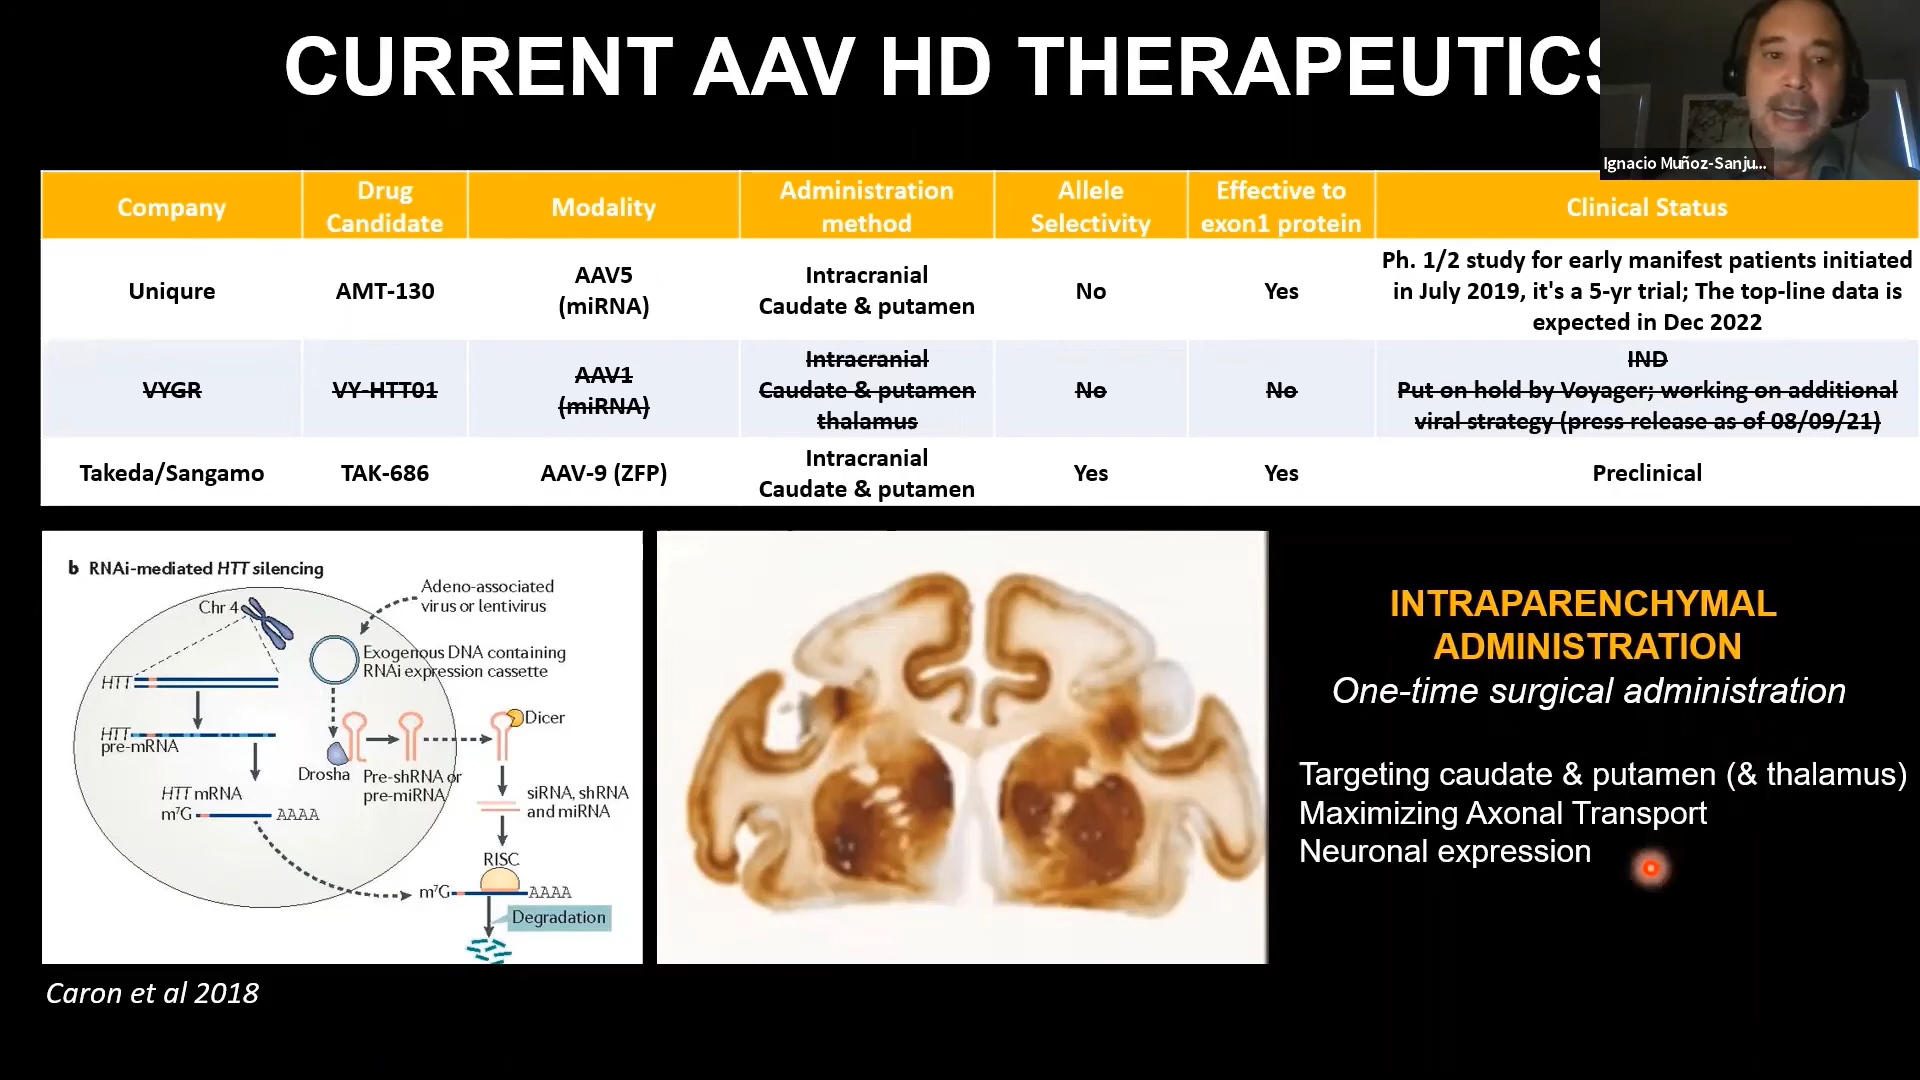 CURRENT AAV HD THERAPEUTICS
Ignacio Muñoz-Sanju...
Company
Drug
Candidate
Modality
Administration
method
Allele
Selectivity
Effective to
exon1 protein
Clinical Status
Uniqure
AMT-130
AAV5
(miRNA)
Intracranial
Caudate & putamen
No
Yes
Ph. 1/2 study for early manifest patients initiated
in July 2019, it's a 5-yr trial; The top-line data is
expected in Dec 2022
VYGR
VY-HTT01
AAV1
(miRNA)
Intracranial
Caudate & putamen
thalamus
No
No
IND
Put on hold by Voyager; working on additional
viral strategy (press release as of 08/09/21)
Takeda/Sangamo
TAK-686
AAV-9 (ZFP)
Intracranial
Caudate & putamen
Yes
Yes
Preclinical
b RNAi-mediated HTT silencing
Chr 4
Adeno-associated
virus or lentivirus
Exogenous DNA containing
RNAi expression cassette
HTT
HTT
pre-mRNA
Dicer
Drosha
Pre-shRNA or
pre-miRNA
HTT mRNA
m⁷G
AAAA
siRNA, shRNA
and miRNA
RISC
m⁷G
AAAA
Degradation
Caron et al 2018
INTRAPARENCHYMAL
ADMINISTRATION
One-time surgical administration
Targeting caudate & putamen (& thalamus)
Maximizing Axonal Transport
Neuronal expression